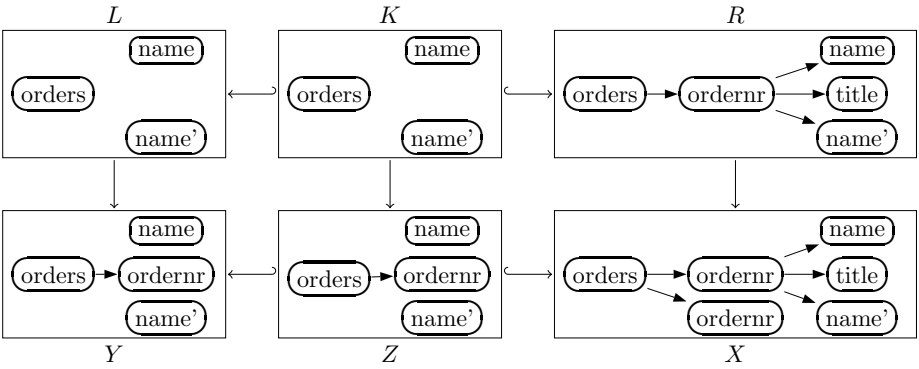 L K R
name name name
orders orders orders ordernr title
name' name' name'
name name name
orders ordernr orders ordernr orders ordernr title
name' name' ordernr name'
Y Z X